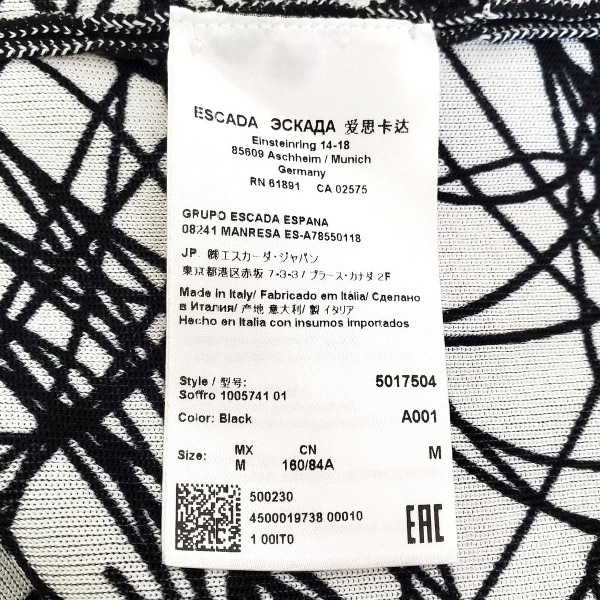 ESCADA ЭСКАДА 爱思卡达
Einsteinring 14-18
85609 Aschheim / Munich
Germany
RN 61891 CA 02575
GRUPO ESCADA ESPANA
08241 MANRESA ES-A78550118
JP: ㈱エスカーダ・ジャパン
東京都港区赤坂 7-3-37 プラース・カナダ 2F
Made in Italy/ Fabricado em Itália/ Сделано
в Италия/ 产地 意大利/ 製 イタリア
Hecho en Italia con insumos importados
Style / 型号: 5017504
Soffro 1005741 01
Color: Black A001
Size: MX CN M
M 160/84A
500230
4500019738 00010
1 00IT0
EAC